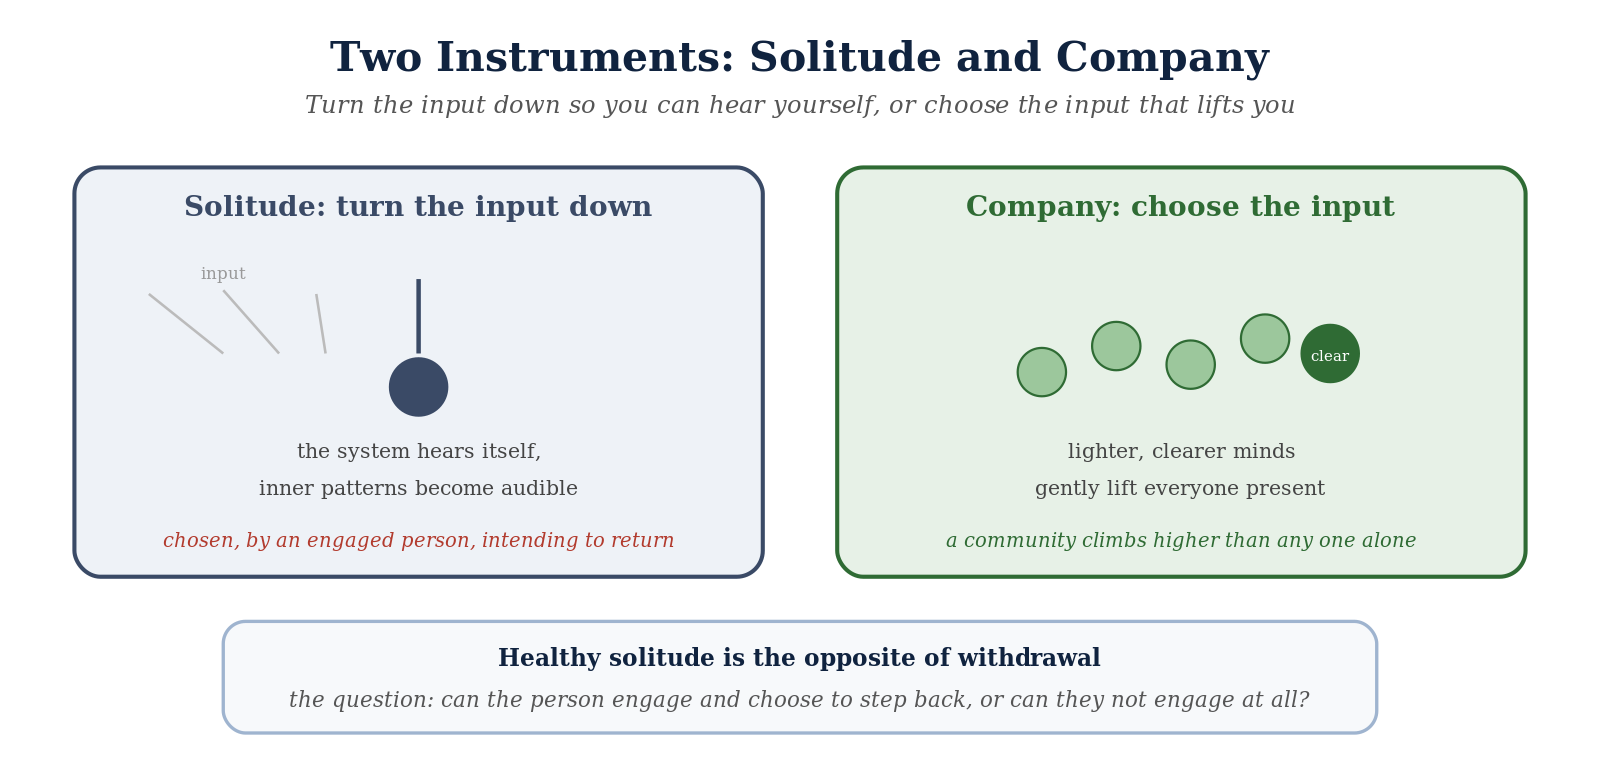 Two Instruments: Solitude and Company
Turn the input down so you can hear yourself, or choose the input that lifts you
Solitude: turn the input down
input
the system hears itself,
inner patterns become audible
chosen, by an engaged person, intending to return
Company: choose the input
clear
lighter, clearer minds
gently lift everyone present
a community climbs higher than any one alone
Healthy solitude is the opposite of withdrawal
the question: can the person engage and choose to step back, or can they not engage at all?